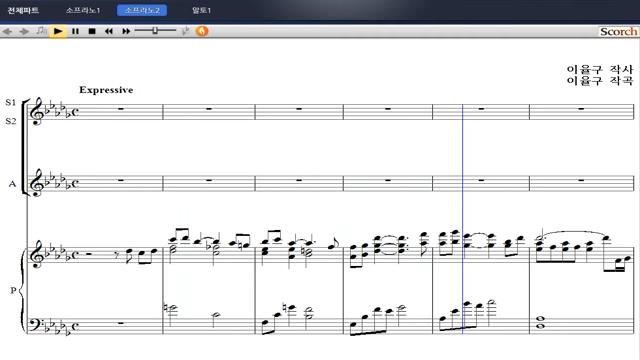 전체파트 소프라노1 소프라노2 알토1
Scorch
이율구 작사
이율구 작곡
Expressive
S1
S2
A
P